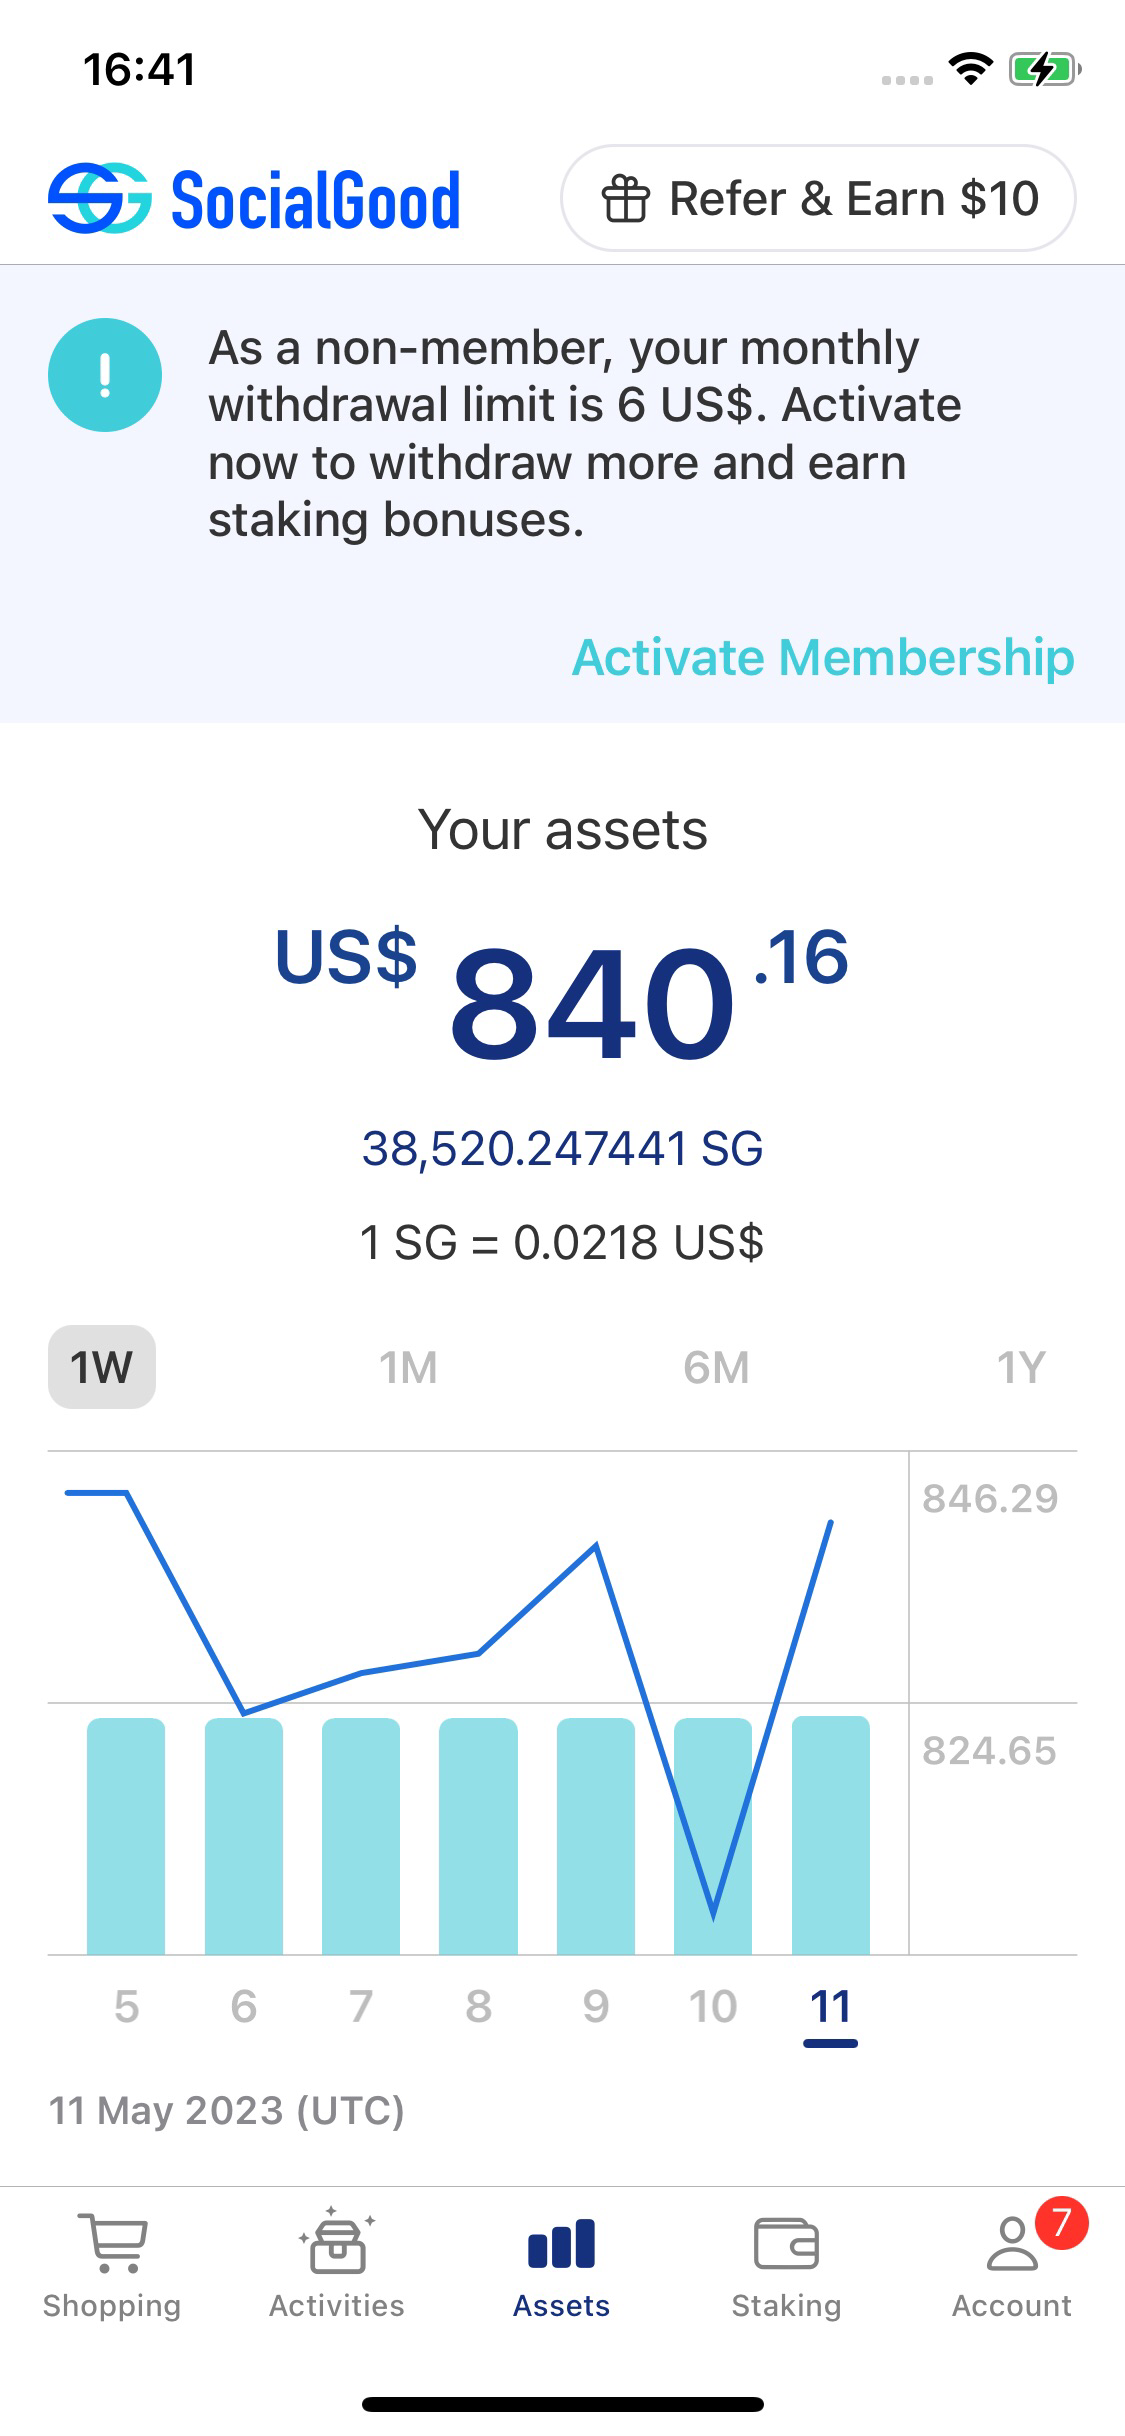 16:41
SocialGood
Refer & Earn $10
As a non-member, your monthly
withdrawal limit is 6 US$. Activate
now to withdraw more and earn
staking bonuses.
Activate Membership
Your assets
US$ 840.16
38,520.247441 SG
1 SG = 0.0218 US$
1W 1M 6M 1Y
846.29
824.65
5 6 7 8 9 10 11
11 May 2023 (UTC)
7
Shopping Activities Assets Staking Account